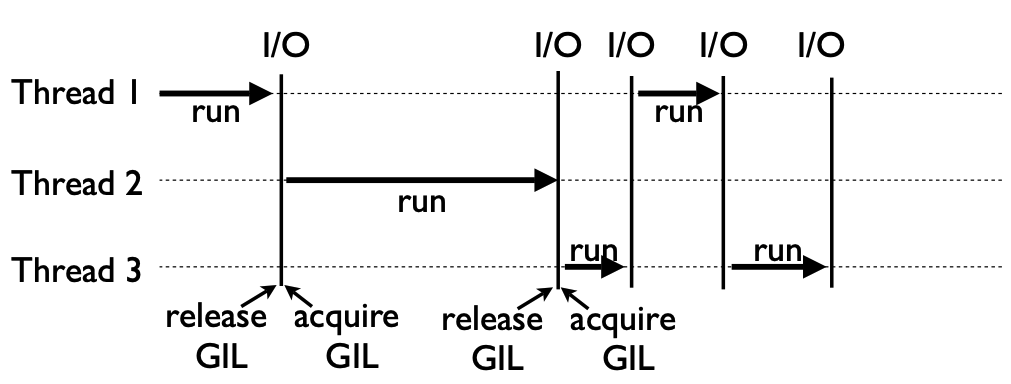 I/O I/O I/O I/O I/O
Thread 1
run run
Thread 2
run
run run
Thread 3
release acquire release acquire
GIL GIL GIL GIL